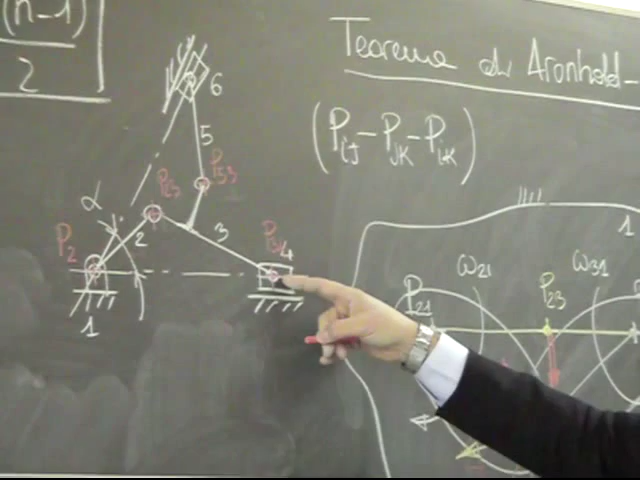 (n-1)
2
Teorema di Aronhold-
(Pij - Pjk - Pik)
6
5
P53
P23
α
2
3
P2
P34
4
1
1
ω21
ω31
P21
P23